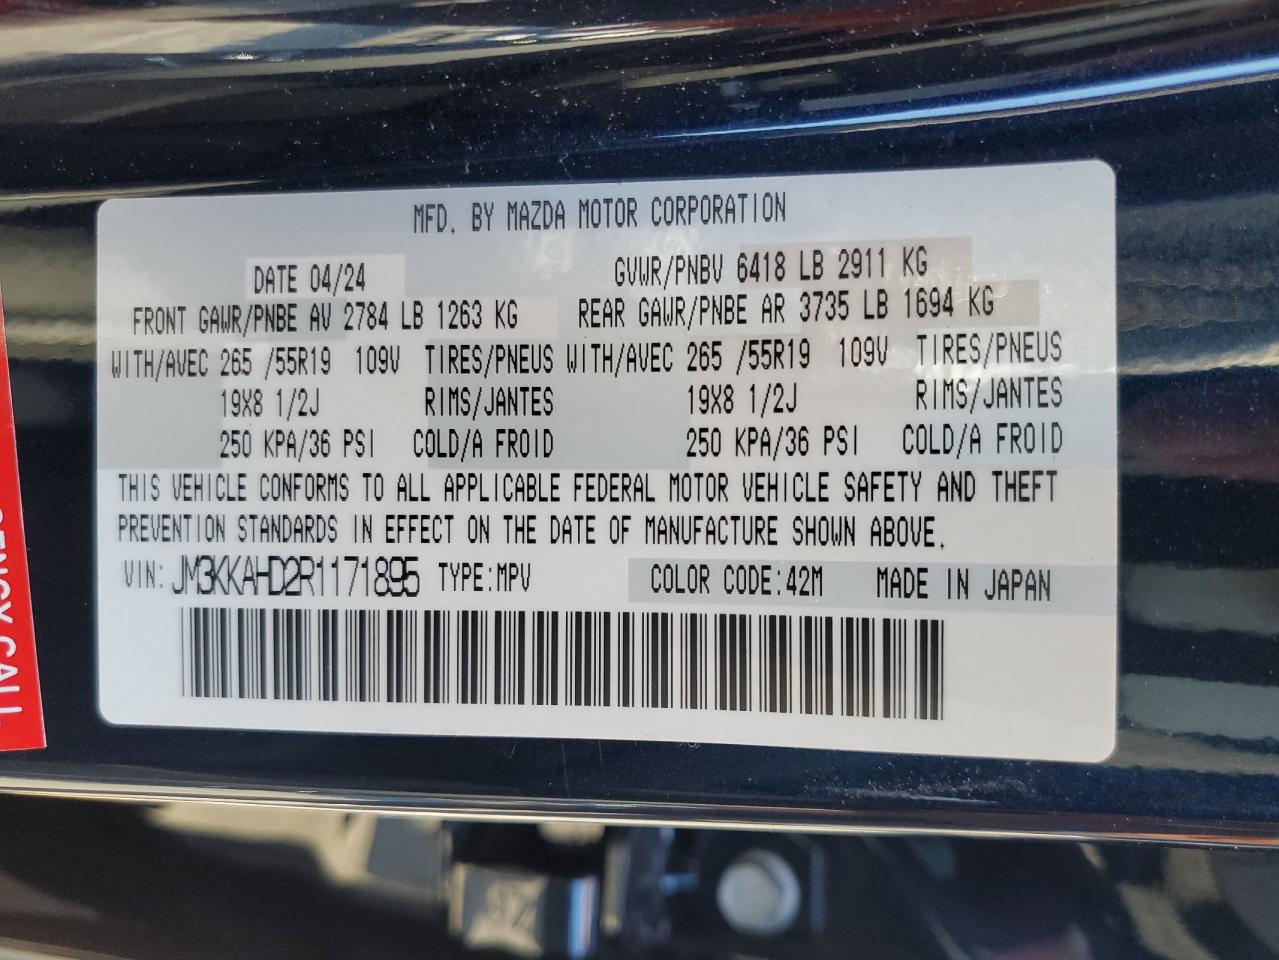 MFD. BY MAZDA MOTOR CORPORATION
DATE 04/24 GVWR/PNBV 6418 LB 2911 KG
FRONT GAWR/PNBE AV 2784 LB 1263 KG REAR GAWR/PNBE AR 3735 LB 1694 KG
WITH/AVEC 265 /55R19 109V TIRES/PNEUS WITH/AVEC 265 /55R19 109V TIRES/PNEUS
19X8 1/2J RIMS/JANTES 19X8 1/2J RIMS/JANTES
250 KPA/36 PSI COLD/A FROID 250 KPA/36 PSI COLD/A FROID
THIS VEHICLE CONFORMS TO ALL APPLICABLE FEDERAL MOTOR VEHICLE SAFETY AND THEFT
PREVENTION STANDARDS IN EFFECT ON THE DATE OF MANUFACTURE SHOWN ABOVE.
VIN: JM3KKAHD2R1171895 TYPE:MPV COLOR CODE:42M MADE IN JAPAN
CALL